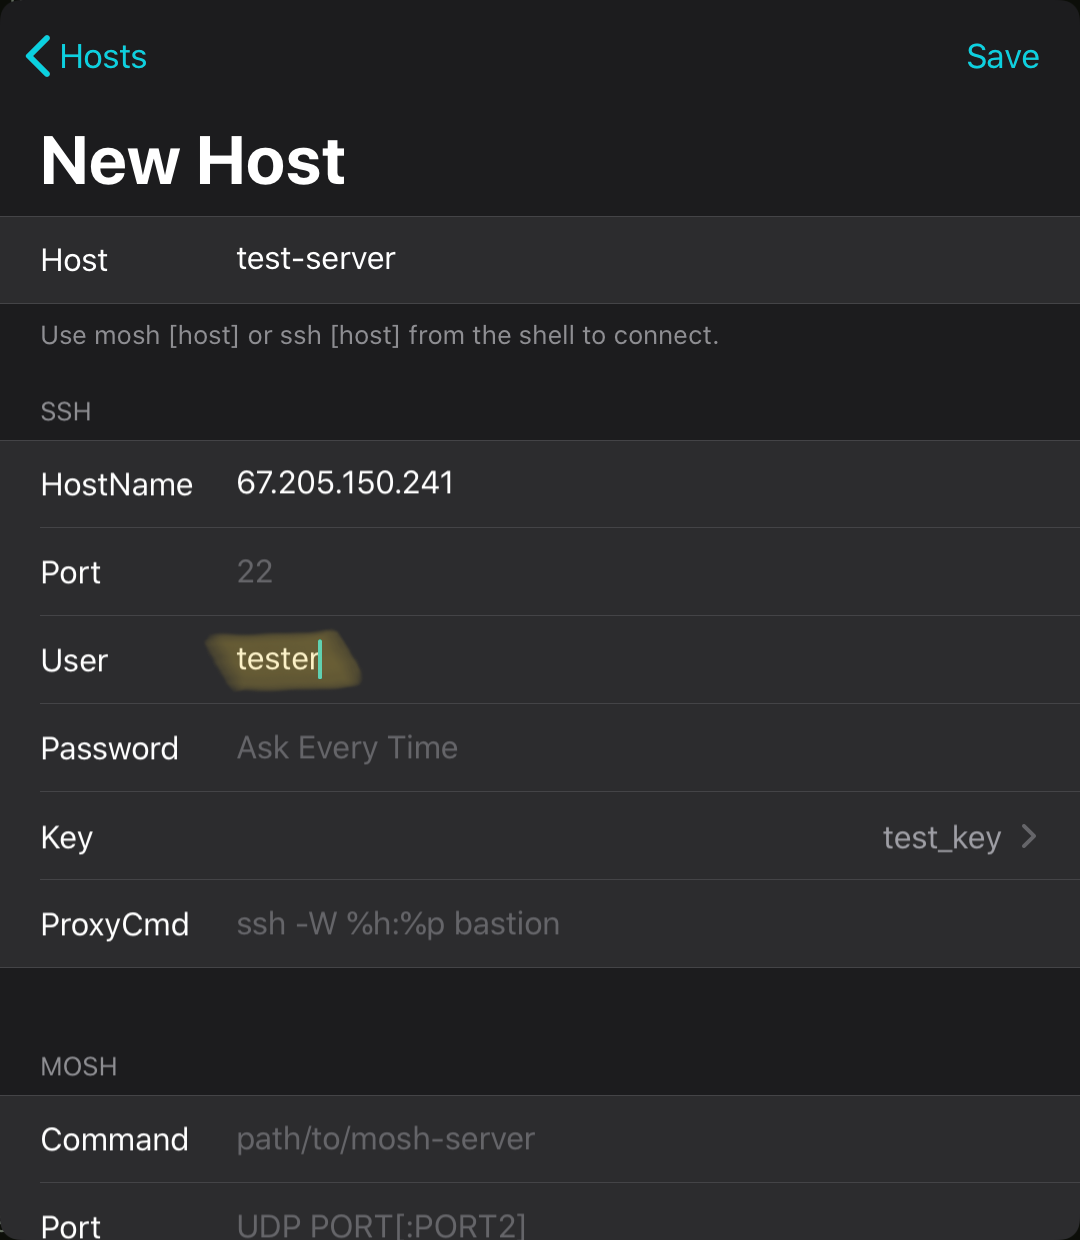 Hosts Save
New Host
Host test-server
Use mosh [host] or ssh [host] from the shell to connect.
SSH
HostName 67.205.150.241
Port 22
User tester
Password Ask Every Time
Key test_key
ProxyCmd ssh -W %h:%p bastion
MOSH
Command path/to/mosh-server
Port UDP PORT[:PORT2]